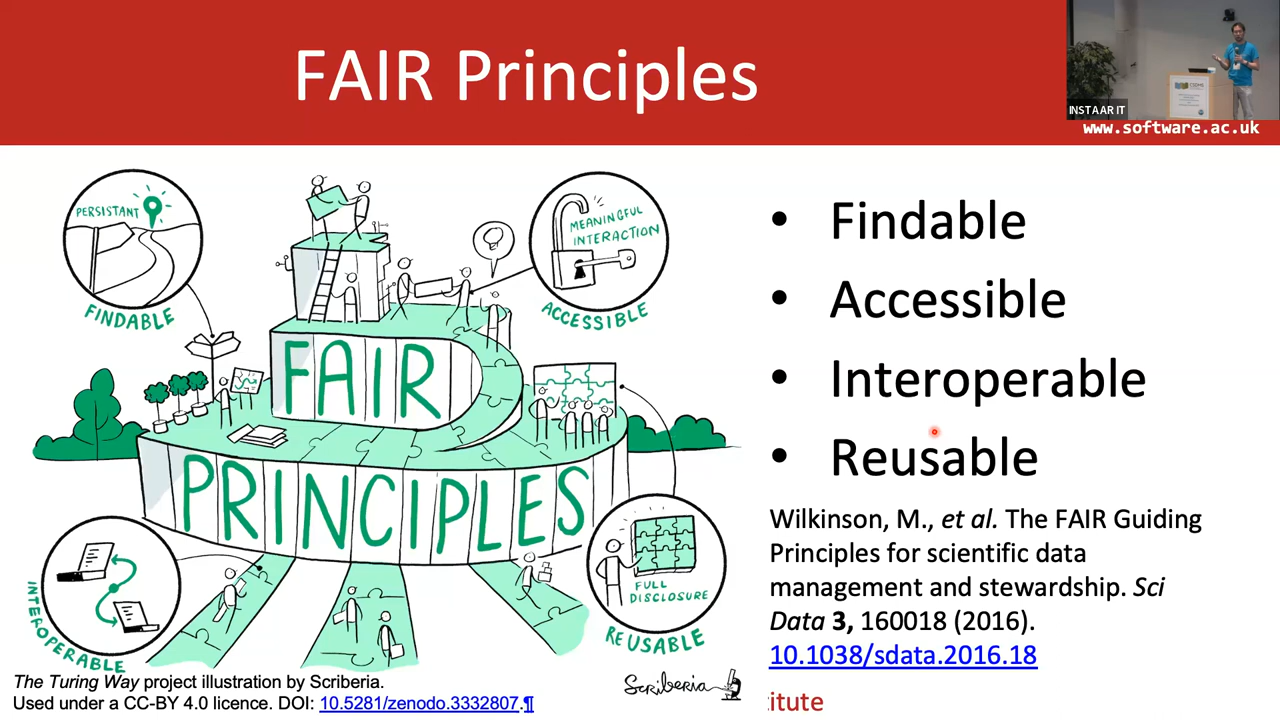 FAIR Principles
INSTAAR IT
www.software.ac.uk
PERSISTANT
FINDABLE
MEANINGFUL
INTERACTION
ACCESSIBLE
FAIR
PRINCIPLES
INTEROPERABLE
FULL
DISCLOSURE
REUSABLE
Scriberia
The Turing Way project illustration by Scriberia.
Used under a CC-BY 4.0 licence. DOI: 10.5281/zenodo.3332807.¶
• Findable
• Accessible
• Interoperable
• Reusable
Wilkinson, M., et al. The FAIR Guiding
Principles for scientific data
management and stewardship. Sci
Data 3, 160018 (2016).
10.1038/sdata.2016.18
itute